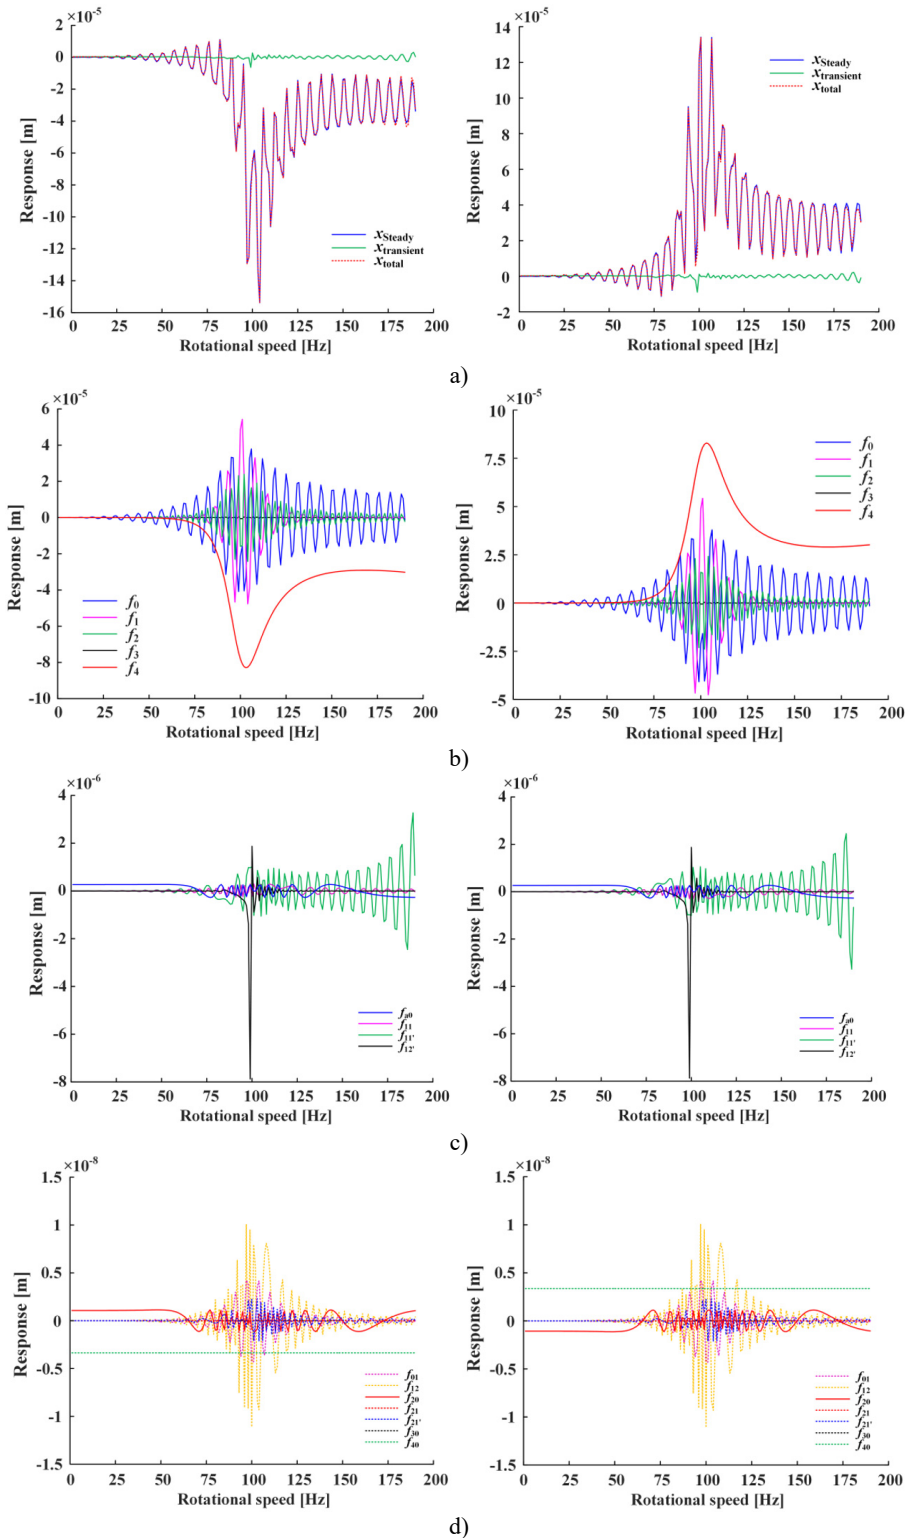 ×10⁻⁵
2
0
-2
-4
-6
-8
-10
-12
-14
-16
0 25 50 75 100 125 150 175 200
Response [m]
Rotational speed [Hz]
xSteady
xtransient
xtotal
×10⁻⁵
14
12
10
8
6
4
2
0
-2
0 25 50 75 100 125 150 175 200
Response [m]
Rotational speed [Hz]
xSteady
xtransient
xtotal
a)
×10⁻⁵
6
4
2
0
-2
-4
-6
-8
-10
0 25 50 75 100 125 150 175 200
Response [m]
Rotational speed [Hz]
f0
f1
f2
f3
f4
×10⁻⁵
10
7.5
5
2.5
0
-2.5
-5
0 25 50 75 100 125 150 175 200
Response [m]
Rotational speed [Hz]
f0
f1
f2
f3
f4
b)
×10⁻⁶
4
2
0
-2
-4
-6
-8
0 25 50 75 100 125 150 175 200
Response [m]
Rotational speed [Hz]
fa0
f11
f11'
f12'
×10⁻⁶
4
2
0
-2
-4
-6
-8
0 25 50 75 100 125 150 175 200
Response [m]
Rotational speed [Hz]
fa0
f11
f11'
f12'
c)
×10⁻⁸
1.5
1
0.5
0
-0.5
-1
-1.5
0 25 50 75 100 125 150 175 200
Response [m]
Rotational speed [Hz]
f01
f12
f20
f21
f21'
f30
f40
×10⁻⁸
1.5
1
0.5
0
-0.5
-1
-1.5
0 25 50 75 100 125 150 175 200
Response [m]
Rotational speed [Hz]
f01
f12
f20
f21
f21'
f30
f40
d)